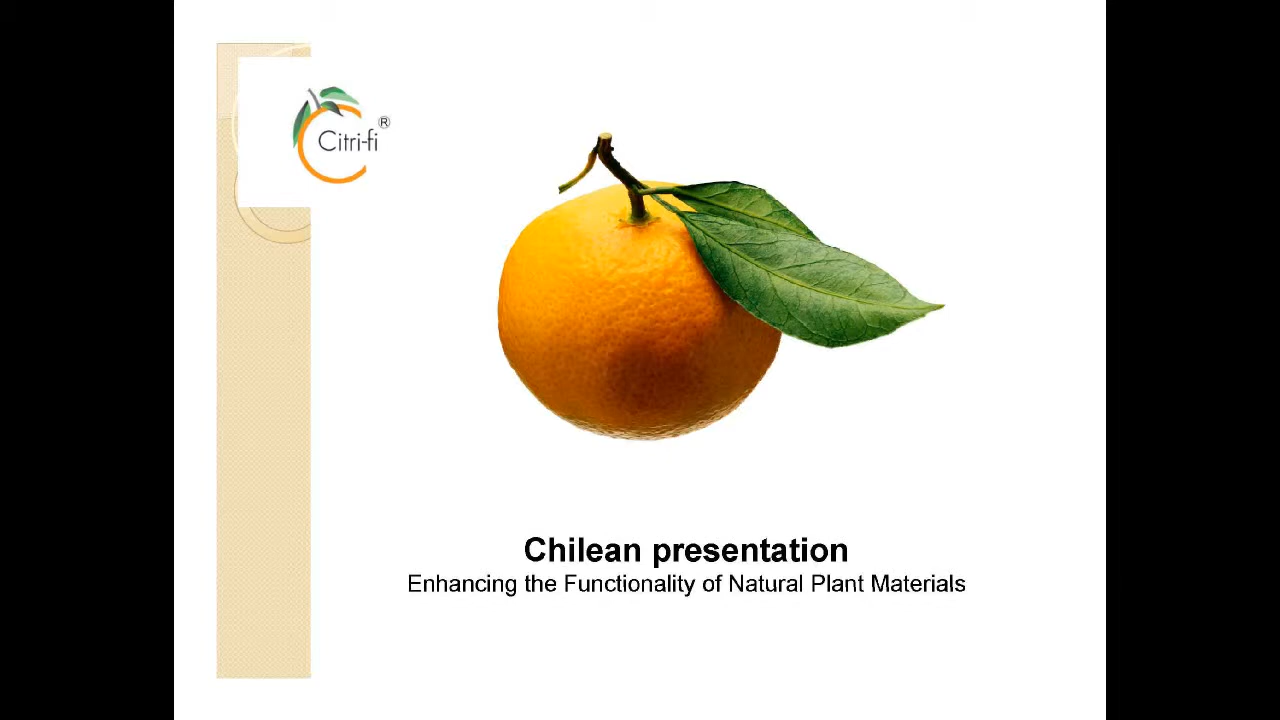 Citri-fi ®
Chilean presentation
Enhancing the Functionality of Natural Plant Materials